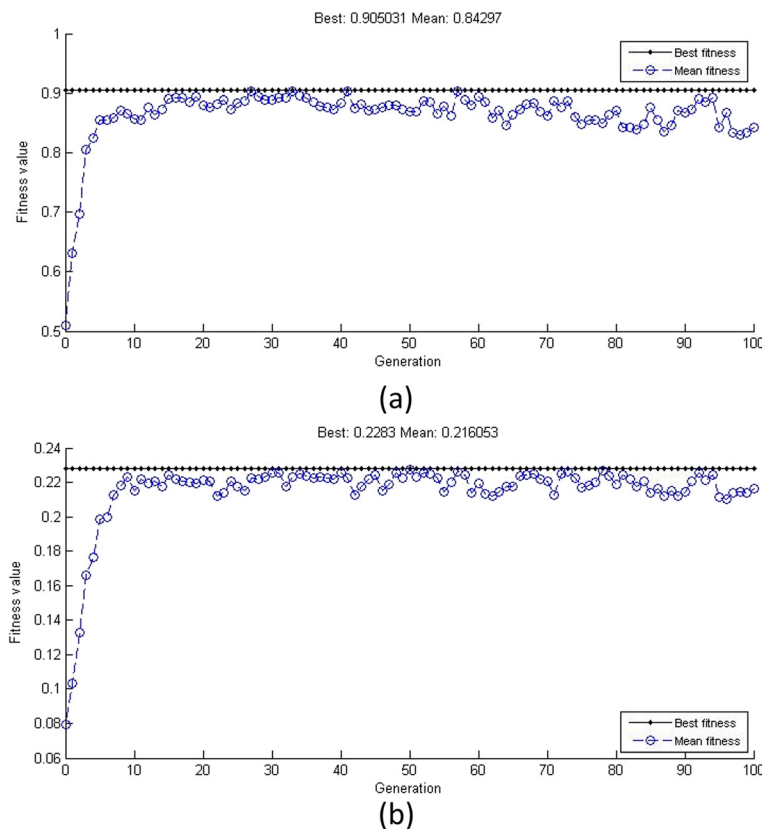 Best: 0.905031 Mean: 0.84297
1
0.9
0.8
0.7
0.6
0.5
Fitness value
Best fitness
Mean fitness
0 10 20 30 40 50 60 70 80 90 100
Generation
(a)
Best: 0.2283 Mean: 0.216053
0.24
0.22
0.2
0.18
0.16
0.14
0.12
0.1
0.08
0.06
Fitness value
Best fitness
Mean fitness
0 10 20 30 40 50 60 70 80 90 100
Generation
(b)